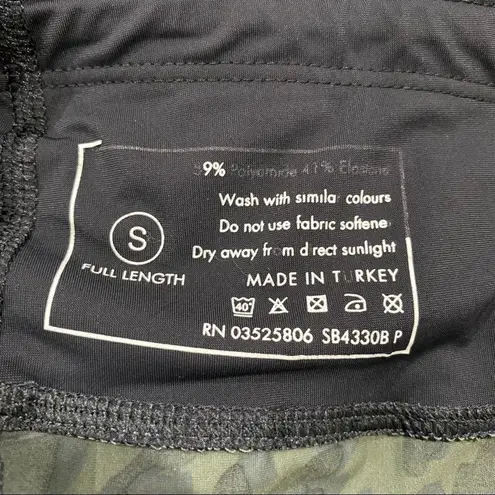 S
FULL LENGTH
59% Polyamide 41% Elastane
Wash with similar colours
Do not use fabric softene
Dry away from direct sunlight
MADE IN TURKEY
40°
RN 03525806 SB4330B P